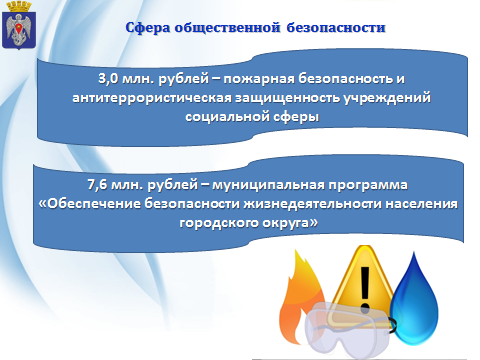 Сфера общественной безопасности
3,0 млн. рублей – пожарная безопасность и
антитеррористическая защищенность учреждений
социальной сферы
7,6 млн. рублей – муниципальная программа
«Обеспечение безопасности жизнедеятельности населения
городского округа»